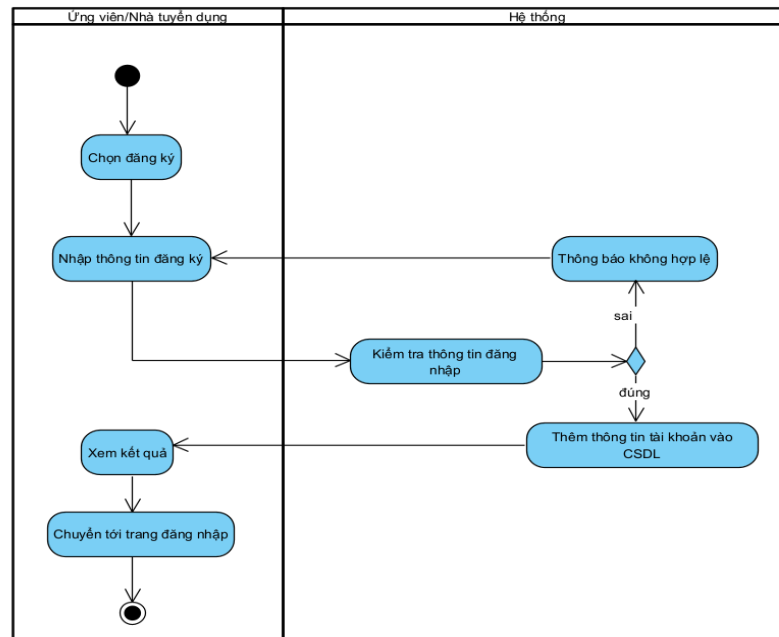 Ứng viên/Nhà tuyển dụng
Hệ thống
Chọn đăng ký
Nhập thông tin đăng ký
Thông báo không hợp lệ
sai
Kiểm tra thông tin đăng
nhập
đúng
Thêm thông tin tài khoản vào
CSDL
Xem kết quả
Chuyển tới trang đăng nhập